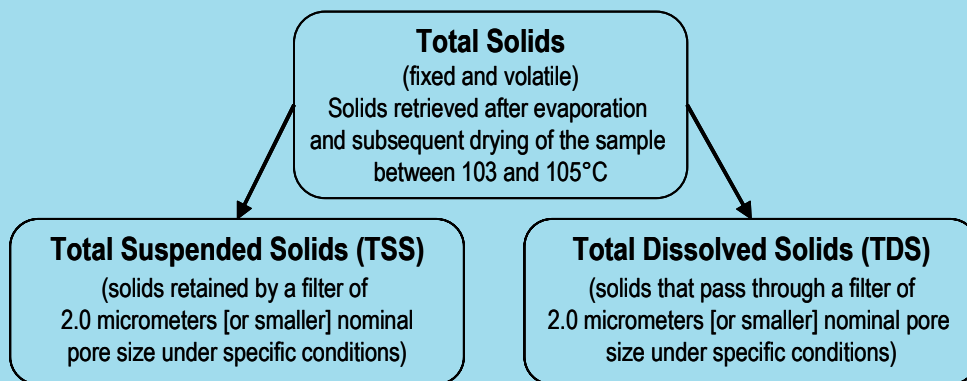 Total Solids
(fixed and volatile)
Solids retrieved after evaporation
and subsequent drying of the sample
between 103 and 105°C
Total Suspended Solids (TSS)
(solids retained by a filter of
2.0 micrometers [or smaller] nominal
pore size under specific conditions)
Total Dissolved Solids (TDS)
(solids that pass through a filter of
2.0 micrometers [or smaller] nominal pore
size under specific conditions)